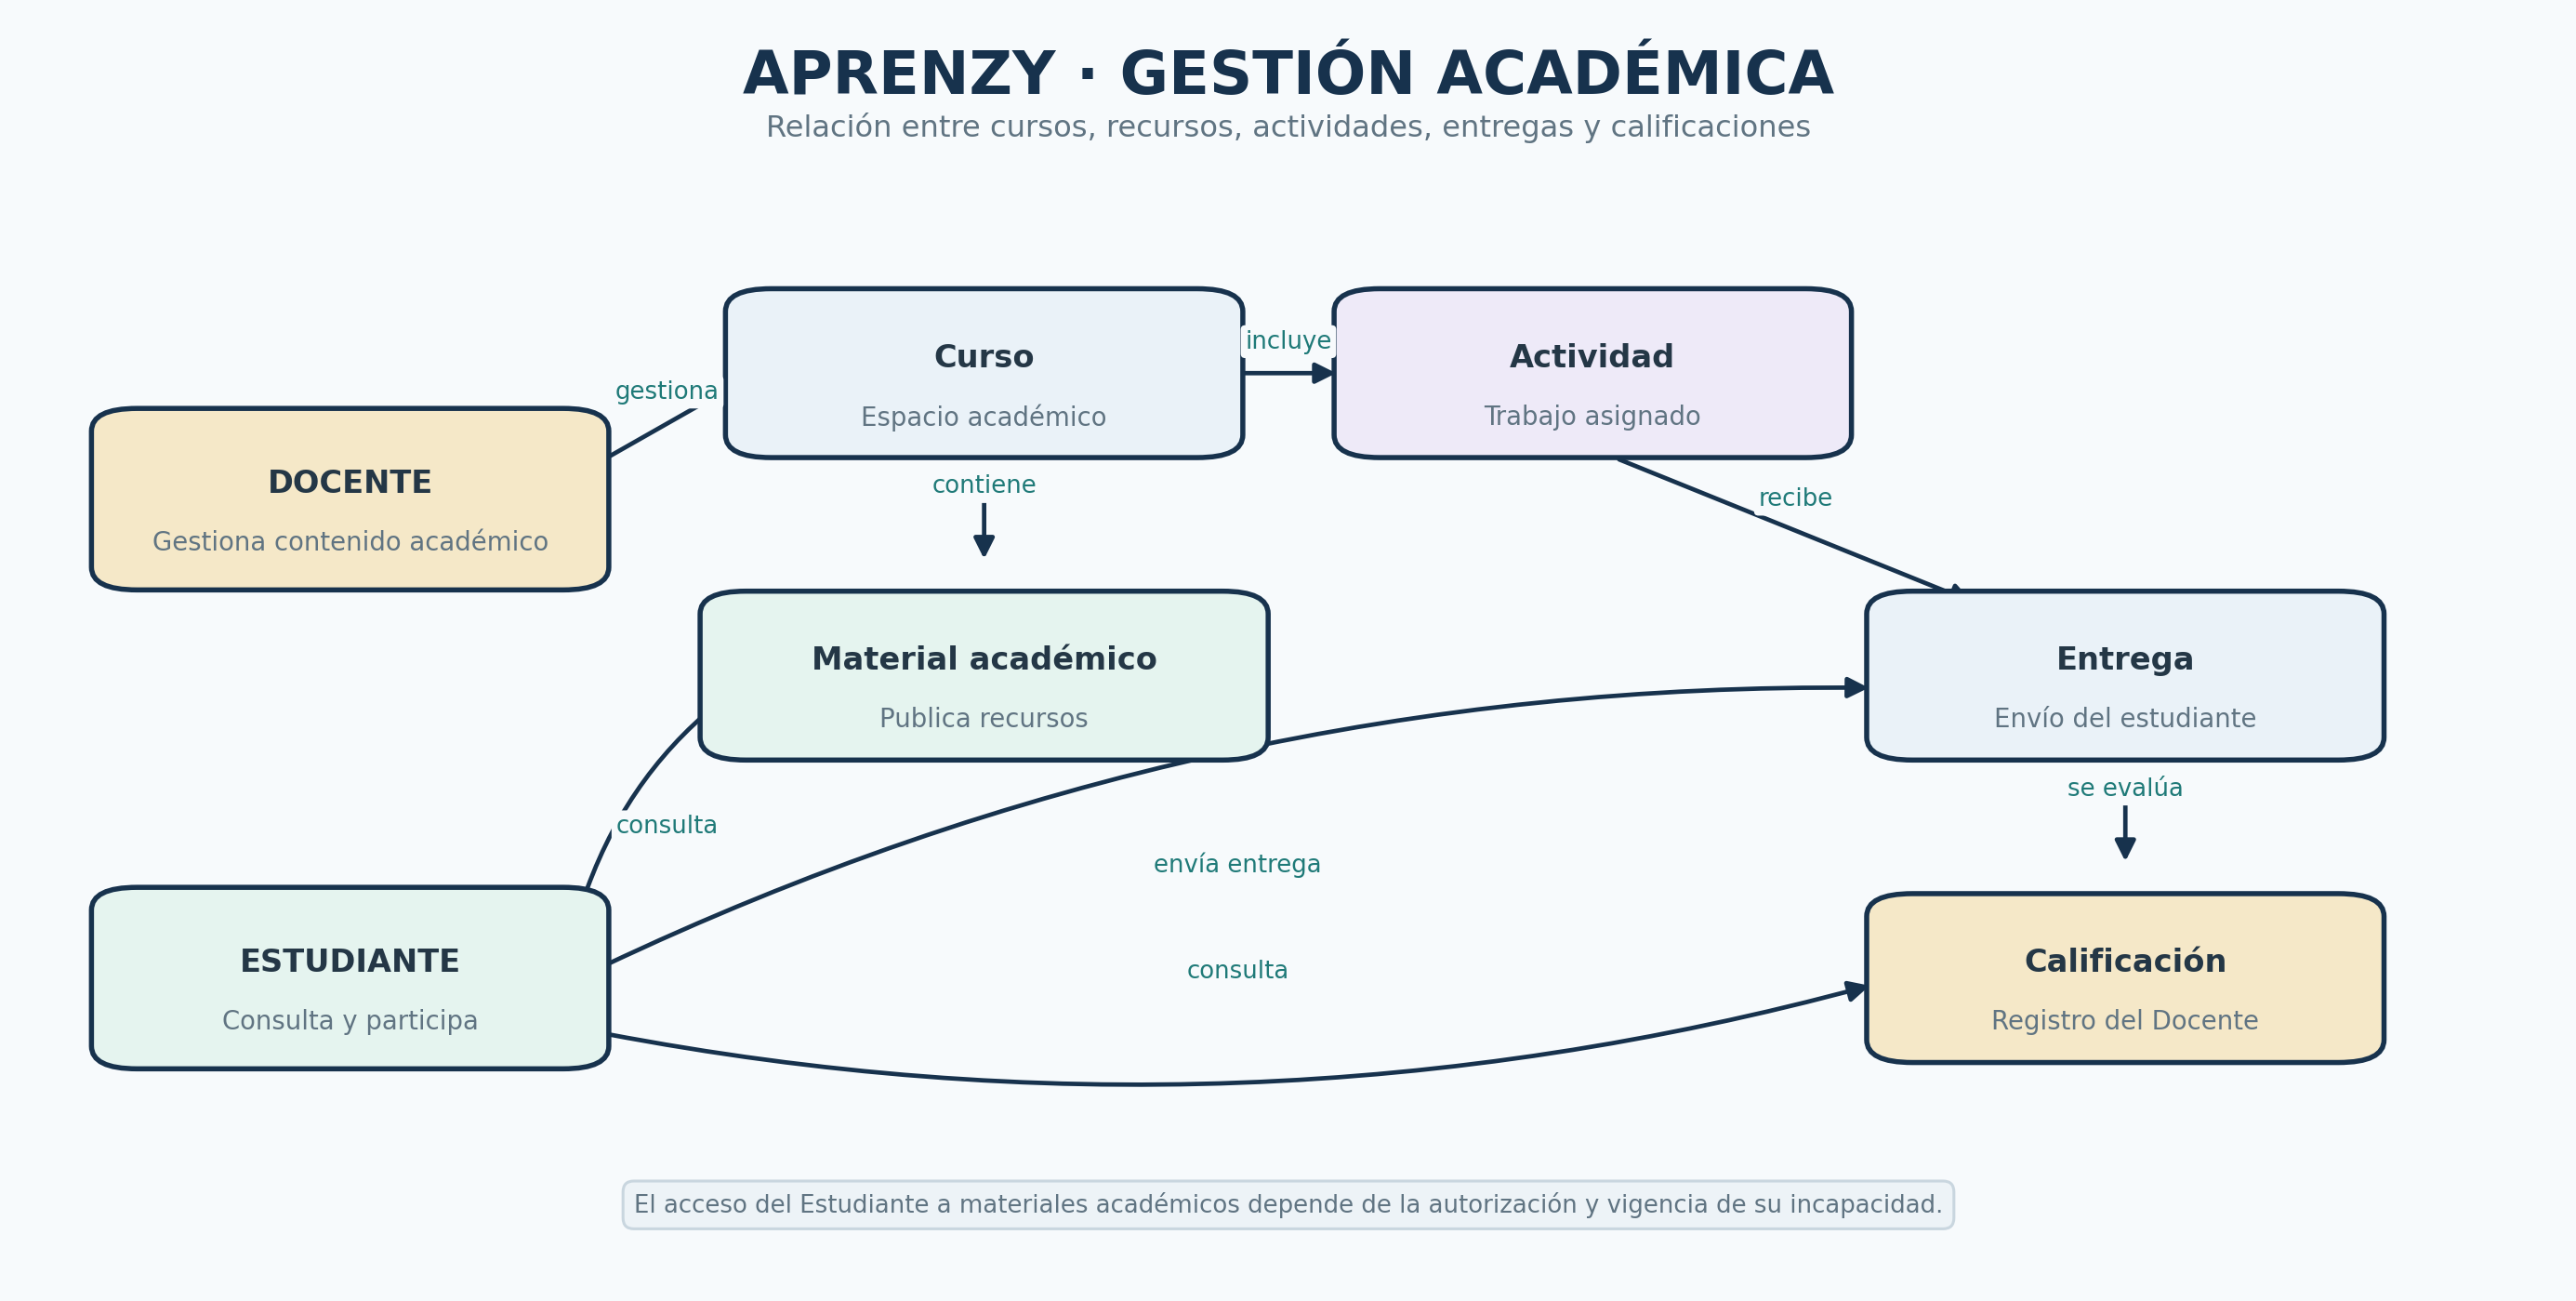 APRENZY · GESTIÓN ACADÉMICA
Relación entre cursos, recursos, actividades, entregas y calificaciones
Curso
Espacio académico
incluye
Actividad
Trabajo asignado
gestiona
DOCENTE
Gestiona contenido académico
contiene
recibe
Material académico
Publica recursos
Entrega
Envío del estudiante
consulta
envía entrega
se evalúa
ESTUDIANTE
Consulta y participa
consulta
Calificación
Registro del Docente
El acceso del Estudiante a materiales académicos depende de la autorización y vigencia de su incapacidad.